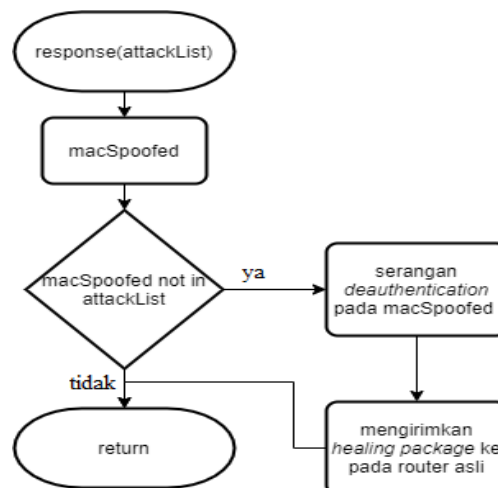 response(attackList)
macSpoofed
macSpoofed not in
attackList
ya
serangan
deauthentication
pada macSpoofed
tidak
return
mengirimkan
healing package ke
pada router asli